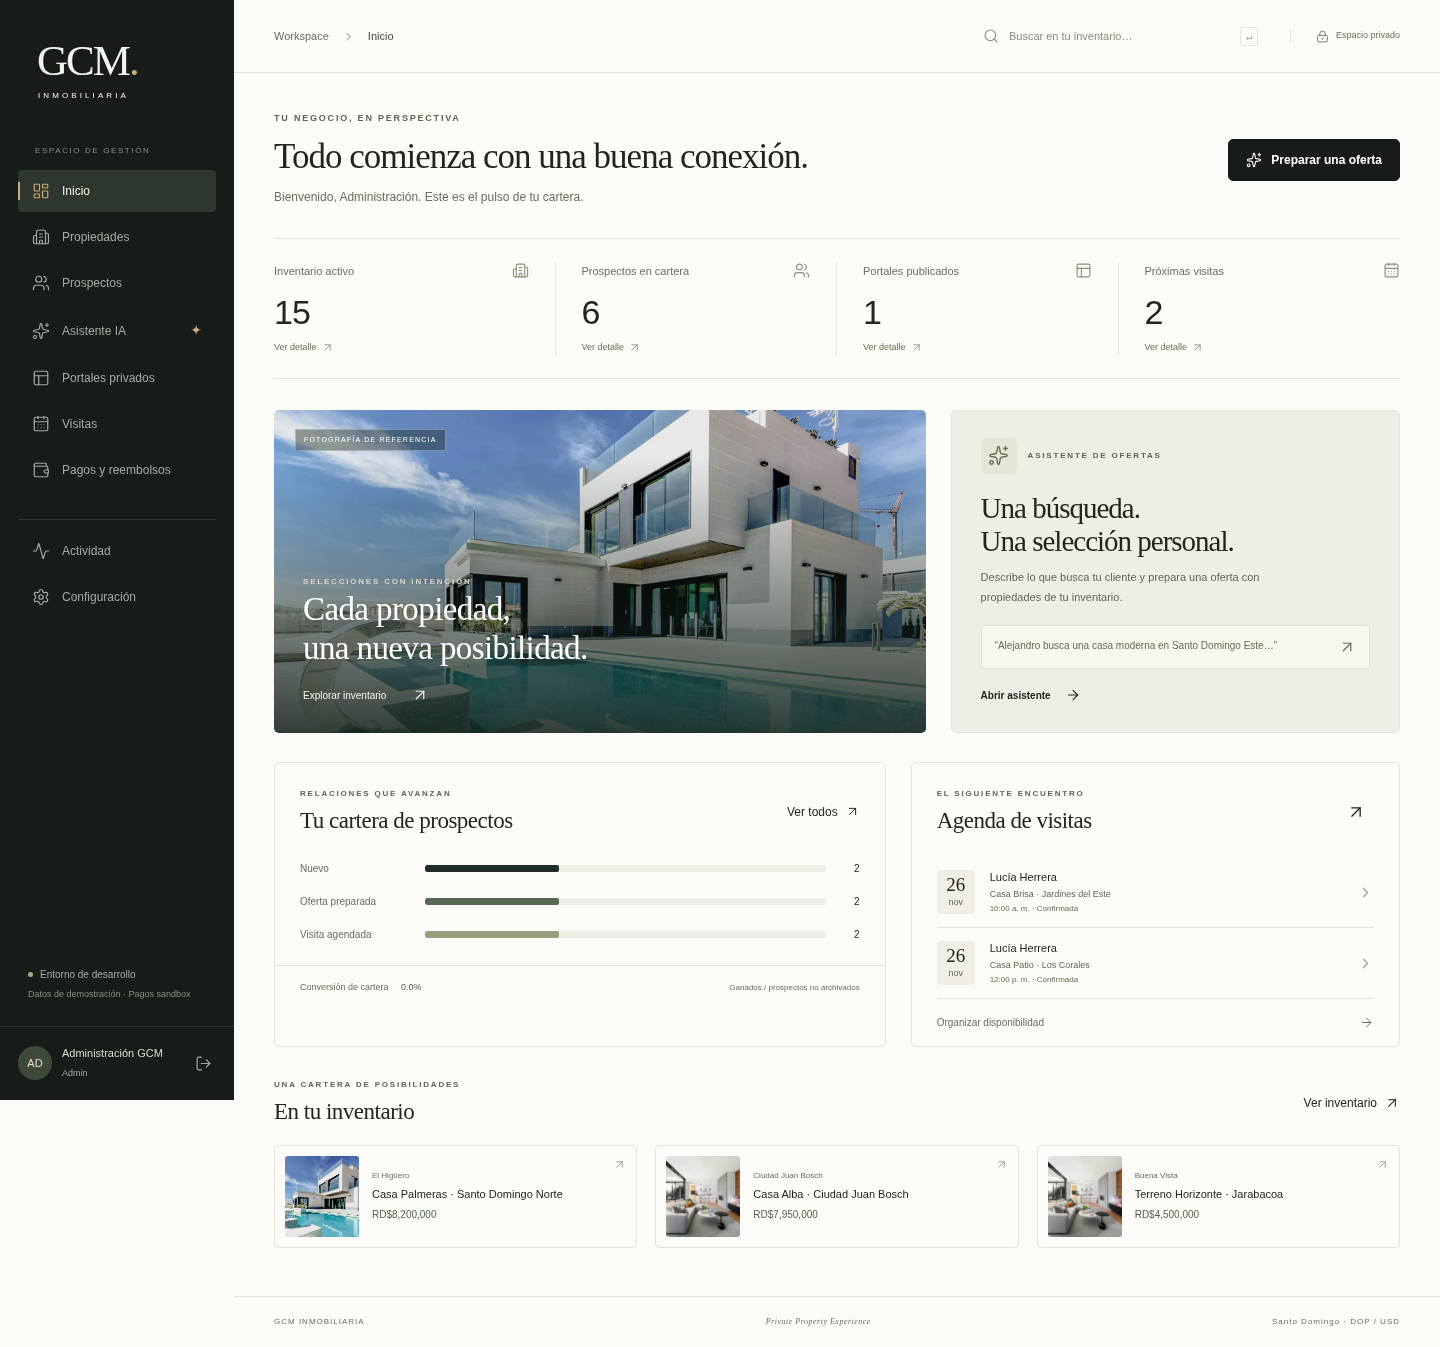 GCM.
INMOBILIARIA
ESPACIO DE GESTIÓN
Inicio
Propiedades
Prospectos
Asistente IA
Portales privados
Visitas
Pagos y reembolsos
Actividad
Configuración
Entorno de desarrollo
Datos de demostración · Pagos sandbox
AD
Administración GCM
Admin
Workspace
Inicio
Buscar en tu inventario…
↵
Espacio privado
TU NEGOCIO, EN PERSPECTIVA
Todo comienza con una buena conexión.
Bienvenido, Administración. Este es el pulso de tu cartera.
Preparar una oferta
Inventario activo
15
Ver detalle
Prospectos en cartera
6
Ver detalle
Portales publicados
1
Ver detalle
Próximas visitas
2
Ver detalle
FOTOGRAFÍA DE REFERENCIA
SELECCIONES CON INTENCIÓN
Cada propiedad,
una nueva posibilidad.
Explorar inventario
ASISTENTE DE OFERTAS
Una búsqueda.
Una selección personal.
Describe lo que busca tu cliente y prepara una oferta con
propiedades de tu inventario.
“Alejandro busca una casa moderna en Santo Domingo Este…”
Abrir asistente
RELACIONES QUE AVANZAN
Tu cartera de prospectos
Ver todos
Nuevo 2
Oferta preparada 2
Visita agendada 2
Conversión de cartera 0.0%
Ganados / prospectos no archivados
EL SIGUIENTE ENCUENTRO
Agenda de visitas
26
nov
Lucía Herrera
Casa Brisa · Jardines del Este
10:00 a. m. · Confirmada
26
nov
Lucía Herrera
Casa Patio · Los Corales
12:00 p. m. · Confirmada
Organizar disponibilidad
UNA CARTERA DE POSIBILIDADES
En tu inventario
Ver inventario
El Higüero
Casa Palmeras · Santo Domingo Norte
RD$8,200,000
Ciudad Juan Bosch
Casa Alba · Ciudad Juan Bosch
RD$7,950,000
Buena Vista
Terreno Horizonte · Jarabacoa
RD$4,500,000
GCM INMOBILIARIA
Private Property Experience
Santo Domingo · DOP / USD